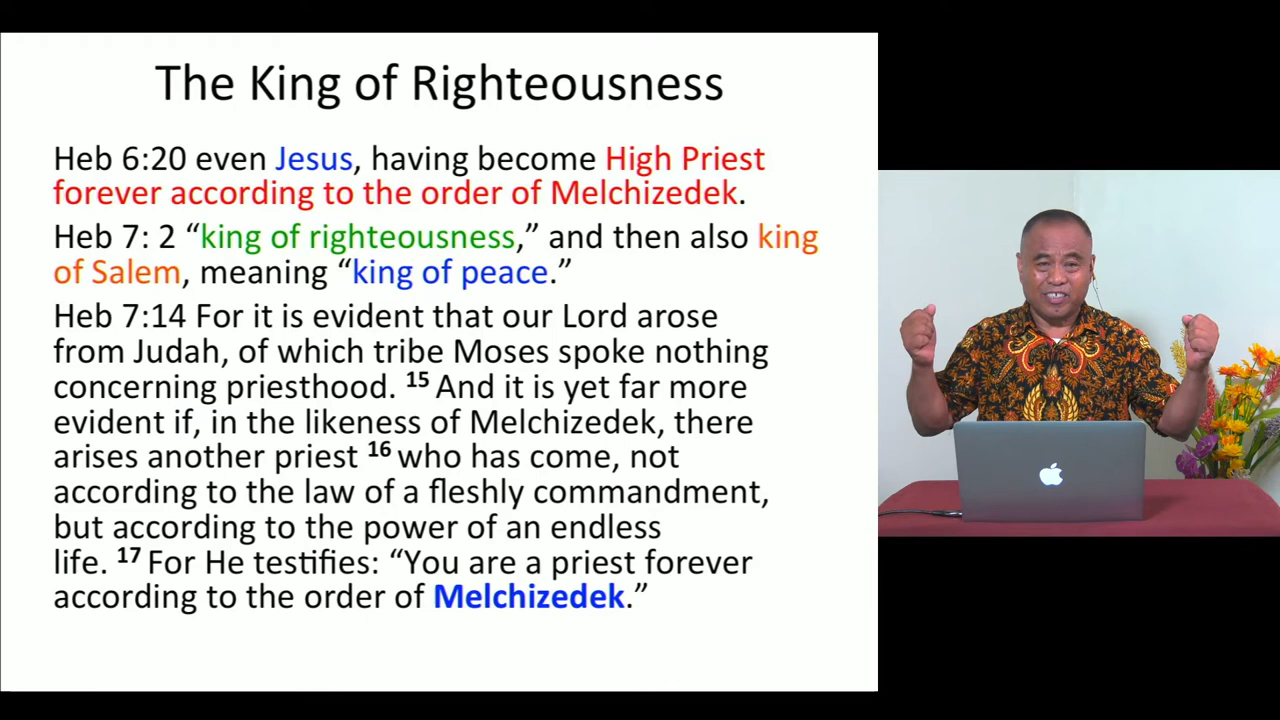 The King of Righteousness
Heb 6:20 even Jesus, having become High Priest
forever according to the order of Melchizedek.
Heb 7: 2 “king of righteousness,” and then also king
of Salem, meaning “king of peace.”
Heb 7:14 For it is evident that our Lord arose
from Judah, of which tribe Moses spoke nothing
concerning priesthood. 15 And it is yet far more
evident if, in the likeness of Melchizedek, there
arises another priest 16 who has come, not
according to the law of a fleshly commandment,
but according to the power of an endless
life. 17 For He testifies: “You are a priest forever
according to the order of Melchizedek.”